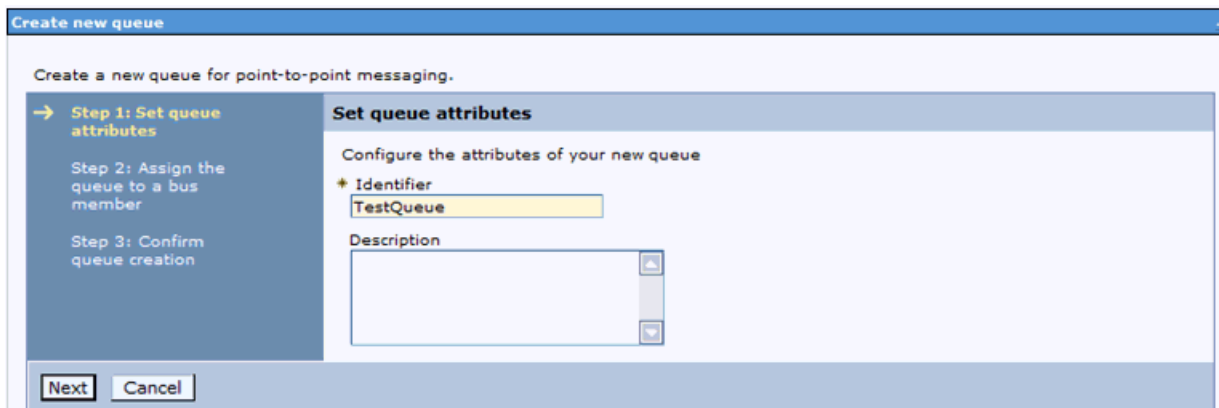 Create new queue
Create a new queue for point-to-point messaging.
Step 1: Set queue
attributes
Step 2: Assign the
queue to a bus
member
Step 3: Confirm
queue creation
Set queue attributes
Configure the attributes of your new queue
* Identifier
TestQueue
Description
Next
Cancel